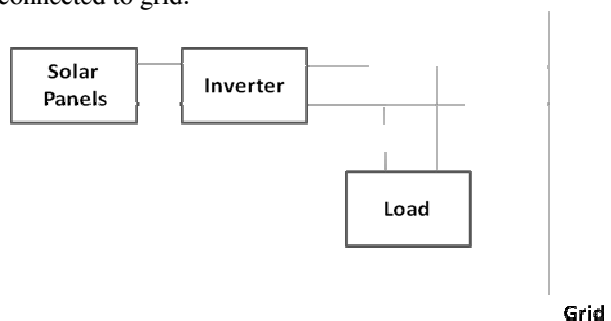 connected to grid.
Solar
Panels
Inverter
Load
Grid